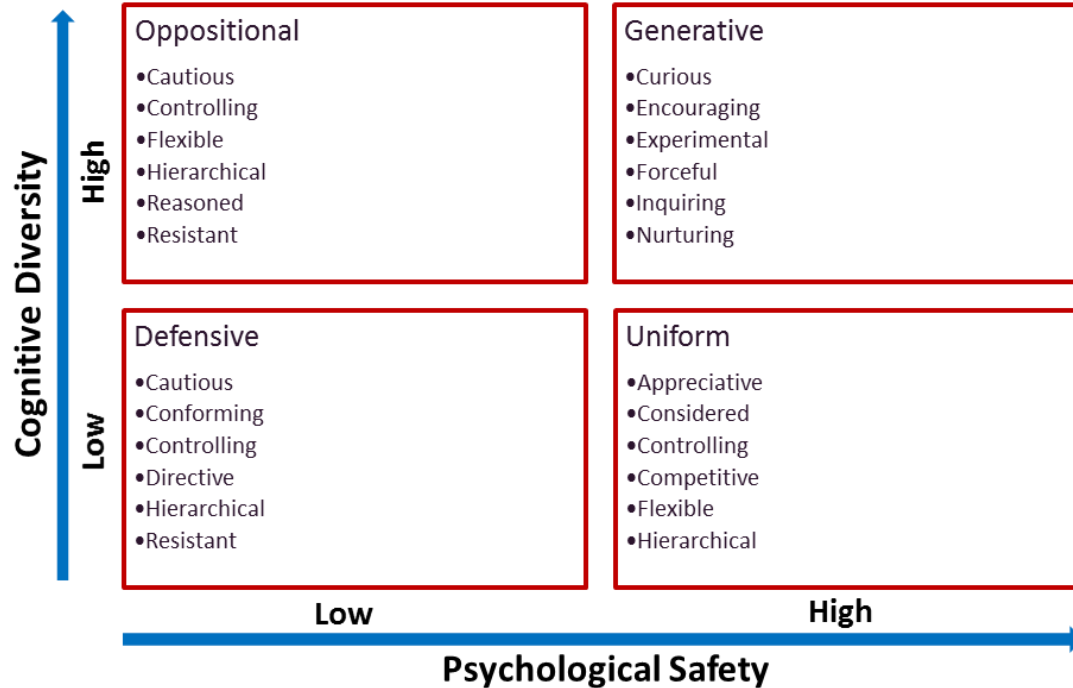 Cognitive Diversity
High
Low
Oppositional
•Cautious
•Controlling
•Flexible
•Hierarchical
•Reasoned
•Resistant
Generative
•Curious
•Encouraging
•Experimental
•Forceful
•Inquiring
•Nurturing
Defensive
•Cautious
•Conforming
•Controlling
•Directive
•Hierarchical
•Resistant
Uniform
•Appreciative
•Considered
•Controlling
•Competitive
•Flexible
•Hierarchical
Low
High
Psychological Safety